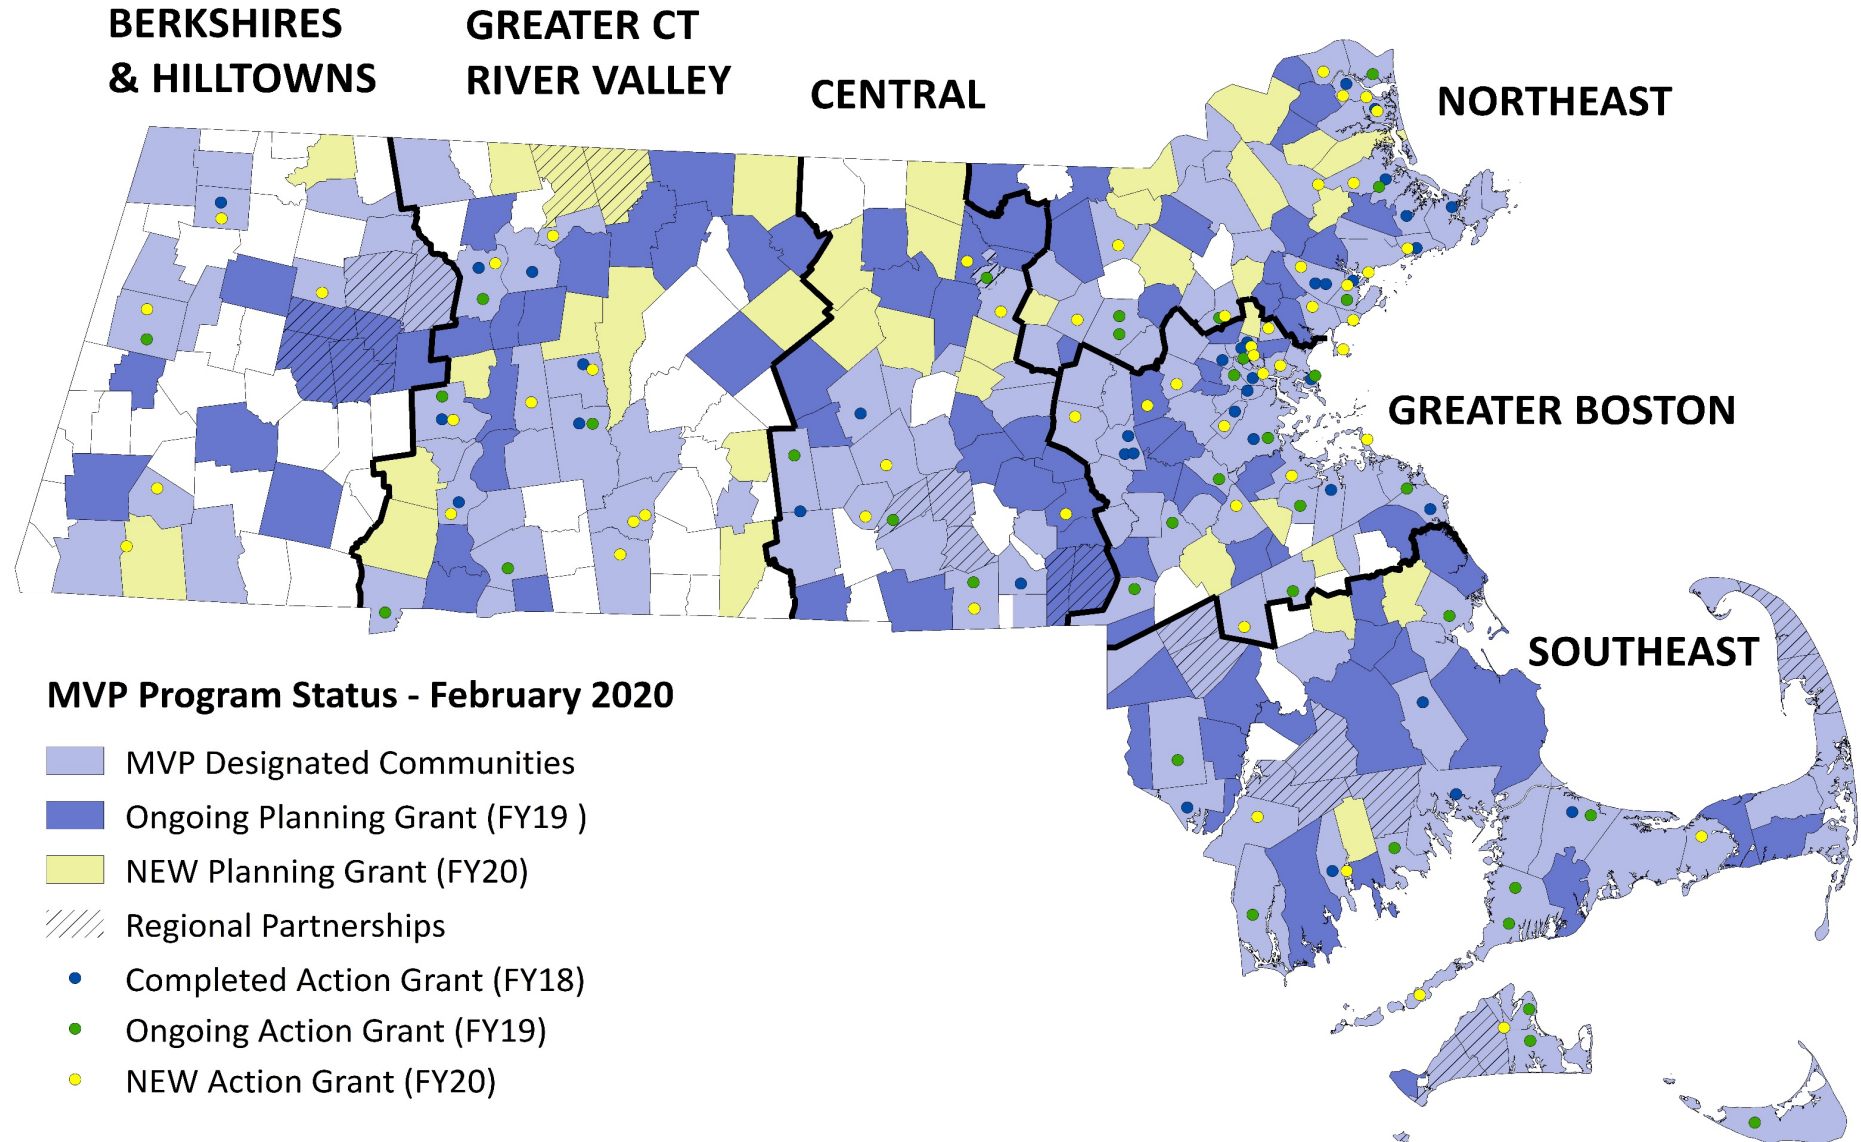 BERKSHIRES
& HILLTOWNS
GREATER CT
RIVER VALLEY
CENTRAL
NORTHEAST
GREATER BOSTON
SOUTHEAST
MVP Program Status - February 2020
MVP Designated Communities
Ongoing Planning Grant (FY19 )
NEW Planning Grant (FY20)
Regional Partnerships
Completed Action Grant (FY18)
Ongoing Action Grant (FY19)
NEW Action Grant (FY20)